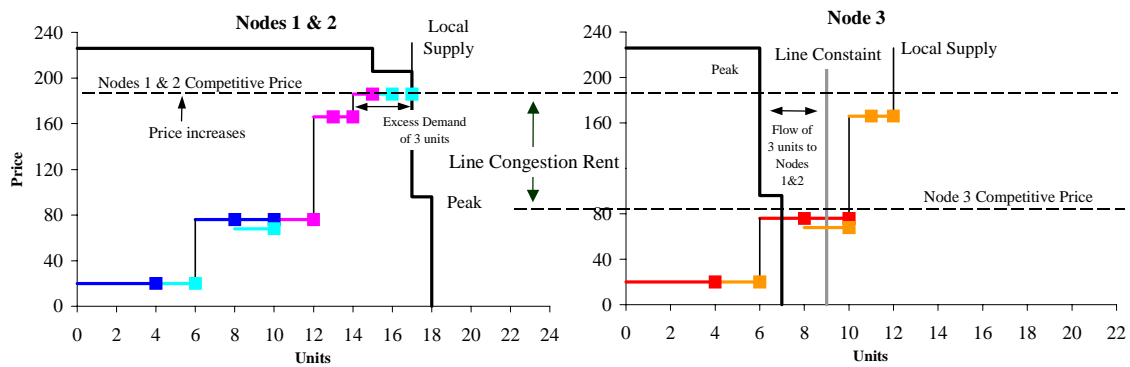 Nodes 1 & 2
Node 3
Local
Supply
Line Constaint
Local Supply
Peak
Nodes 1 & 2 Competitive Price
Price increases
Excess Demand
of 3 units
Line Congestion Rent
Flow of
3 units to
Nodes
1&2
Node 3 Competitive Price
Peak
Price
240
200
160
120
80
40
0
0 2 4 6 8 10 12 14 16 18 20 22 24
Units
240
200
160
120
80
40
0
0 2 4 6 8 10 12 14 16 18 20 22
Units